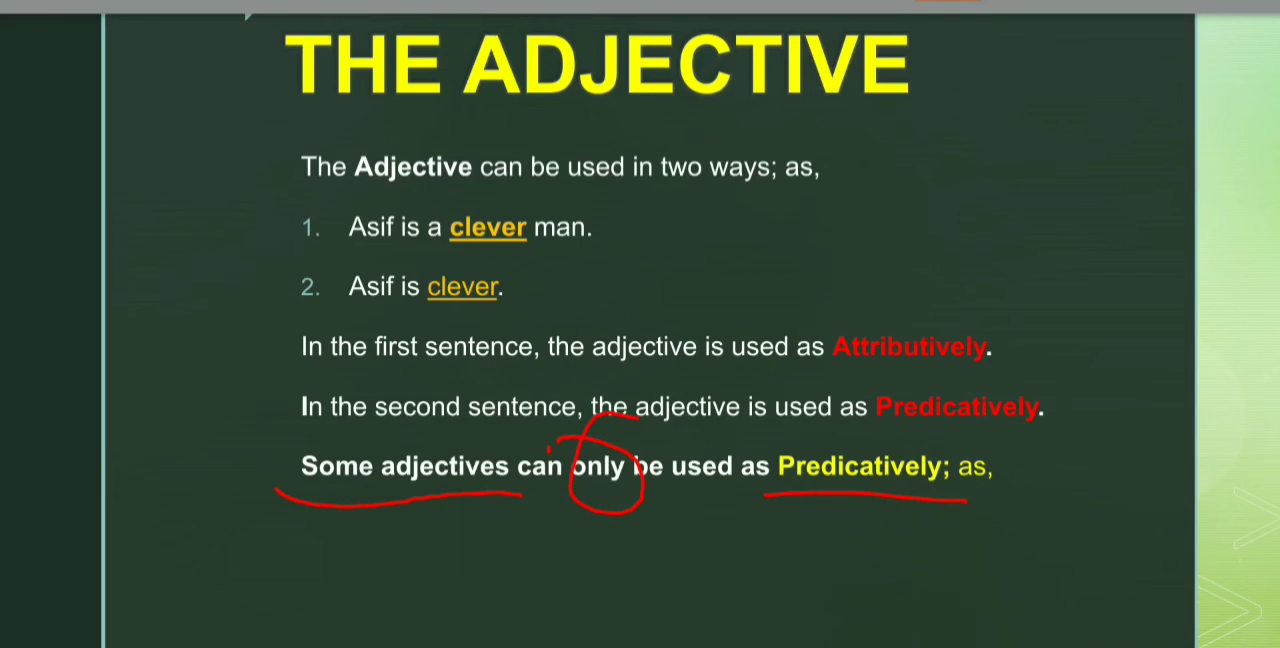 THE ADJECTIVE
The Adjective can be used in two ways; as,
1. Asif is a clever man.
2. Asif is clever.
In the first sentence, the adjective is used as Attributively.
In the second sentence, the adjective is used as Predicatively.
Some adjectives can only be used as Predicatively; as,